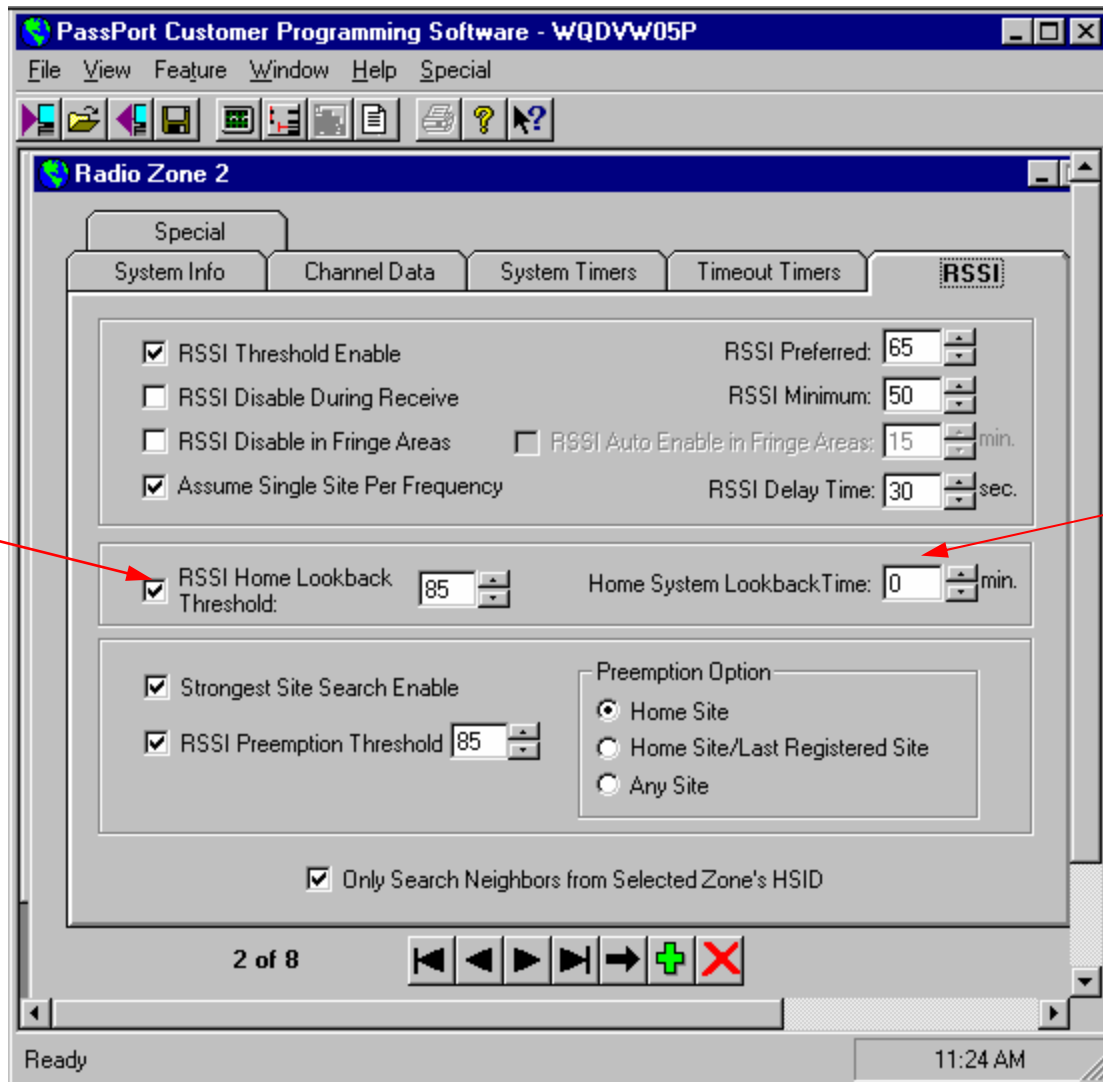 PassPort Customer Programming Software - WQDVW05P
File View Feature Window Help Special
Radio Zone 2
Special
System Info Channel Data System Timers Timeout Timers RSSI
RSSI Threshold Enable RSSI Preferred: 65
RSSI Disable During Receive RSSI Minimum: 50
RSSI Disable in Fringe Areas RSSI Auto Enable in Fringe Areas: 15 min.
Assume Single Site Per Frequency RSSI Delay Time: 30 sec.
RSSI Home Lookback
Threshold: 85 Home System LookbackTime: 0 min.
Strongest Site Search Enable
RSSI Preemption Threshold 85
Preemption Option
Home Site
Home Site/Last Registered Site
Any Site
Only Search Neighbors from Selected Zone's HSID
2 of 8
Ready 11:24 AM